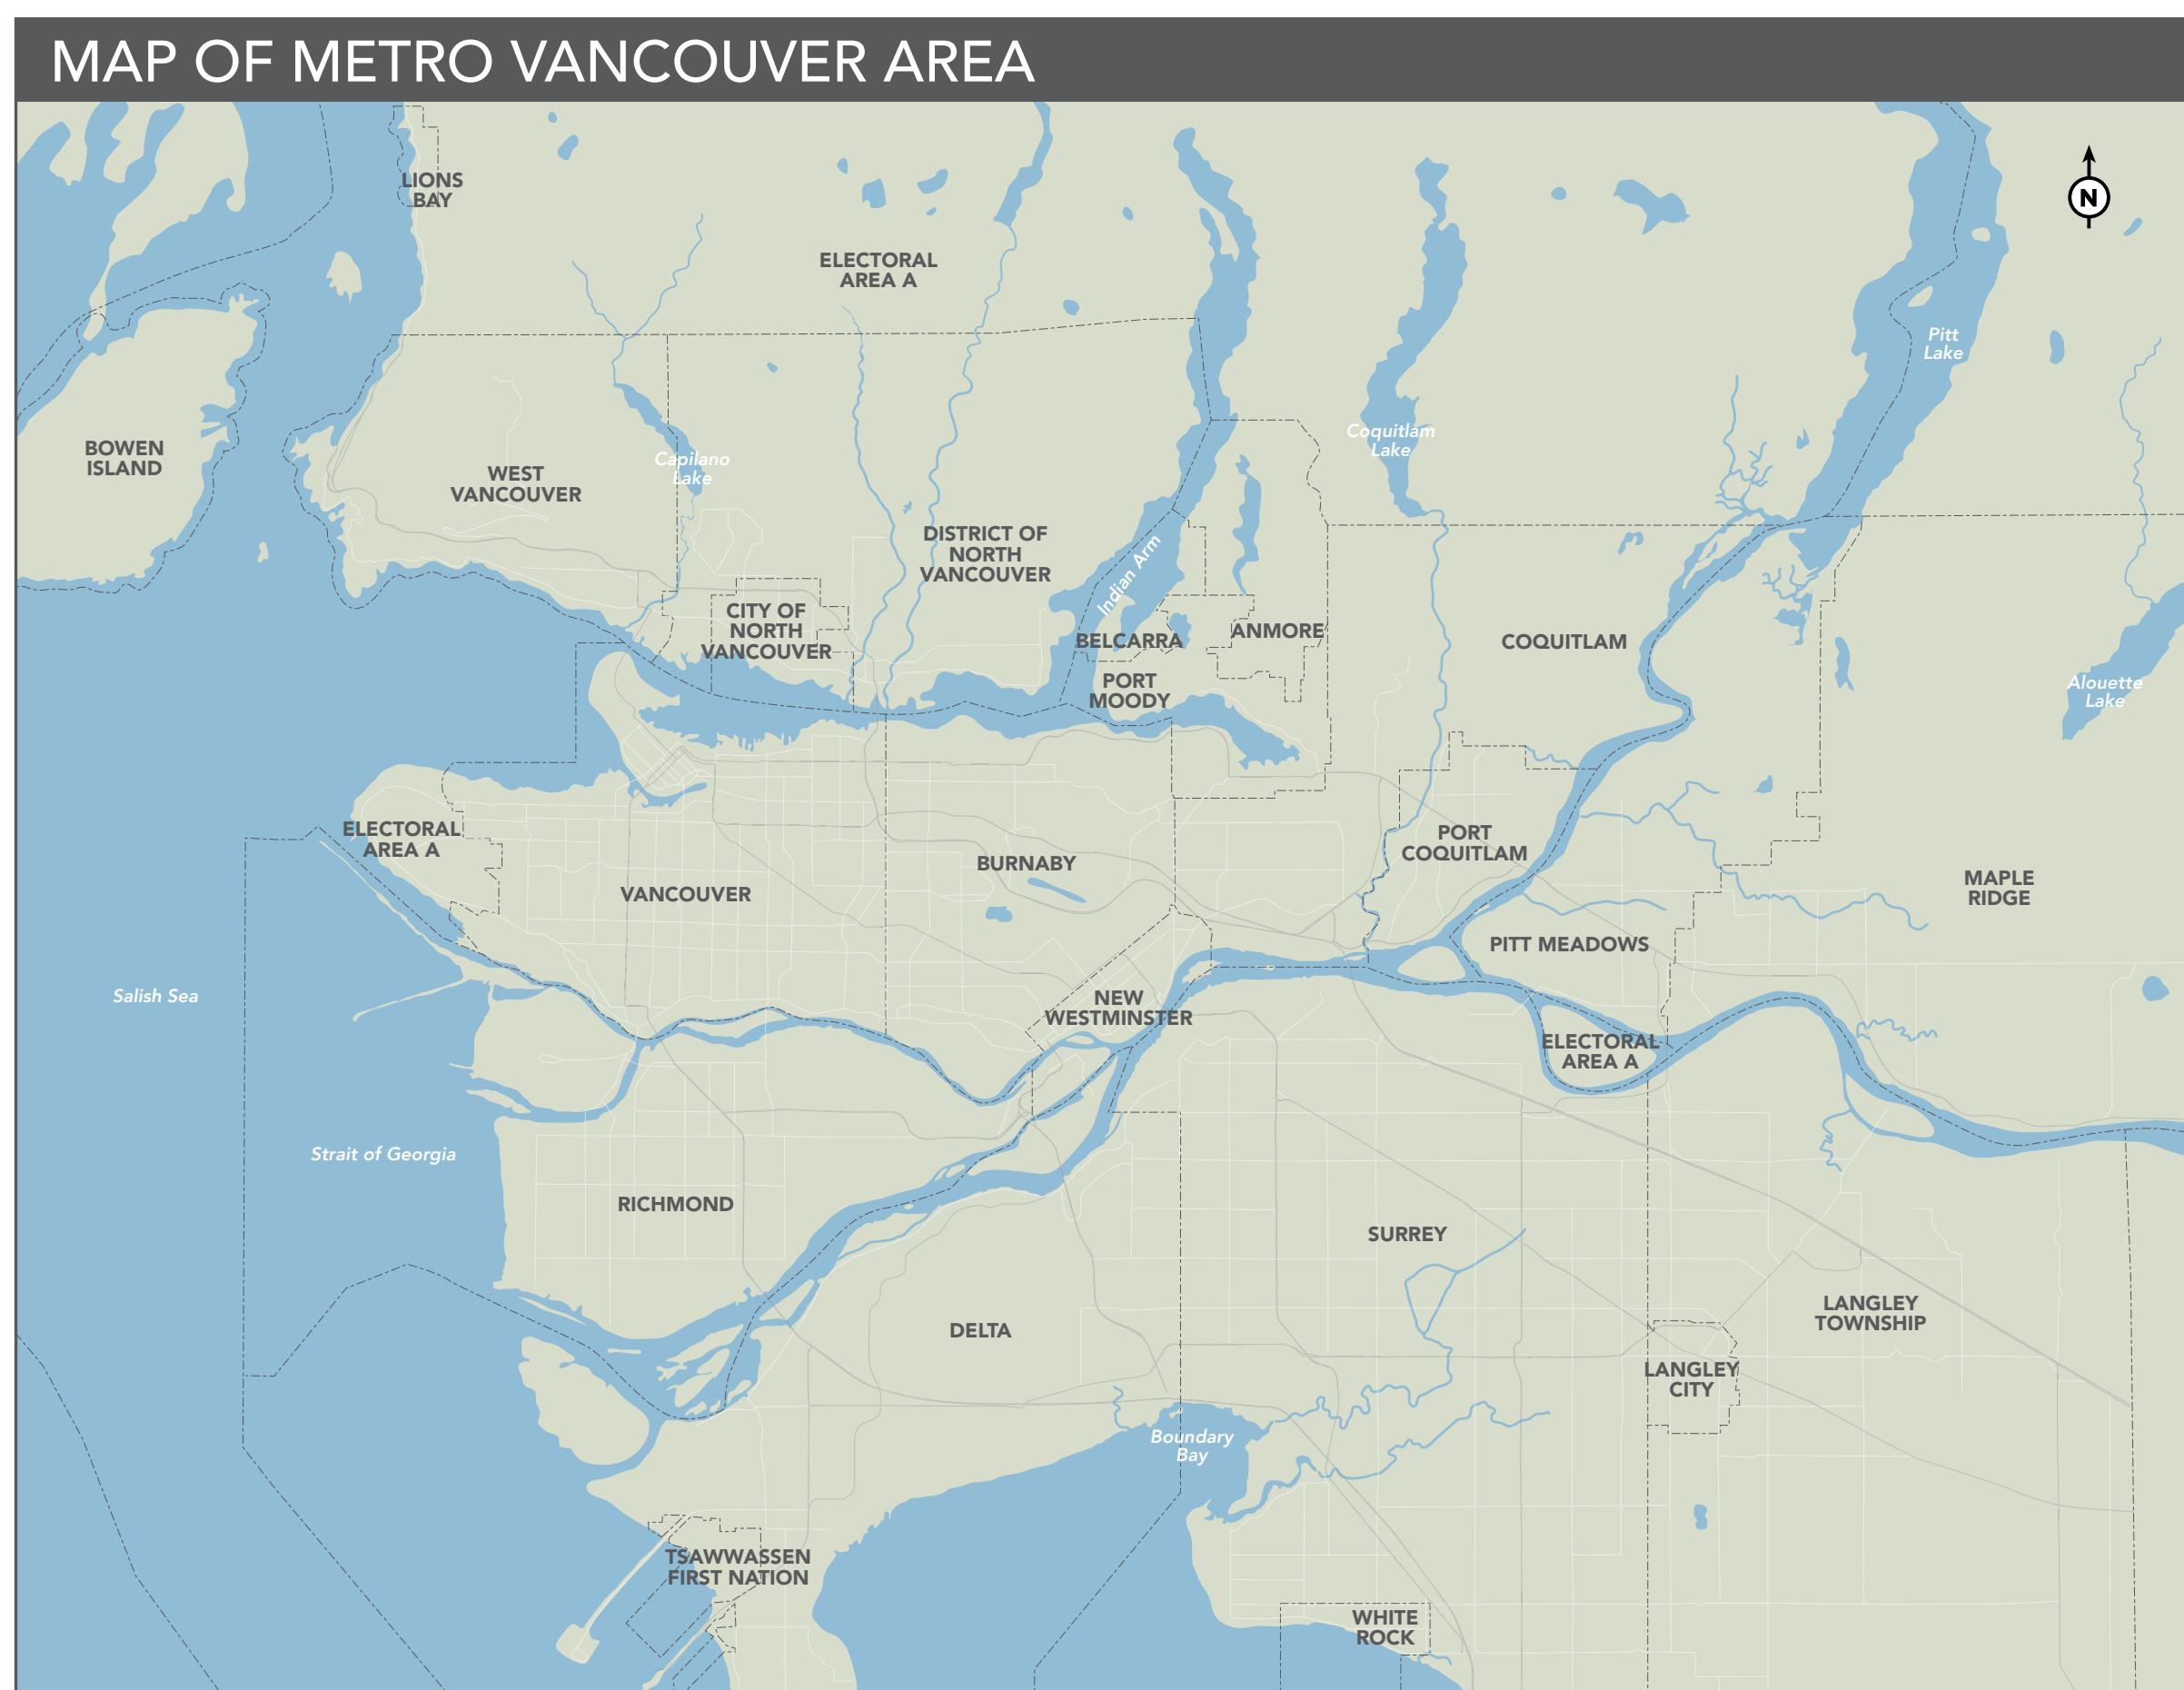 MAP OF METRO VANCOUVER AREA
LIONS
BAY
N
ELECTORAL
AREA A
Pitt
Lake
BOWEN
ISLAND
WEST
VANCOUVER
Capilano
Lake
Coquitlam
Lake
DISTRICT OF
NORTH
VANCOUVER
Indian Arm
CITY OF
NORTH
VANCOUVER
BELCARRA
ANMORE
COQUITLAM
PORT
MOODY
Alouette
Lake
ELECTORAL
AREA A
VANCOUVER
BURNABY
PORT
COQUITLAM
MAPLE
RIDGE
PITT MEADOWS
Salish Sea
NEW
WESTMINSTER
ELECTORAL
AREA A
Strait of Georgia
RICHMOND
SURREY
DELTA
LANGLEY
TOWNSHIP
LANGLEY
CITY
Boundary
Bay
TSAWWASSEN
FIRST NATION
WHITE
ROCK